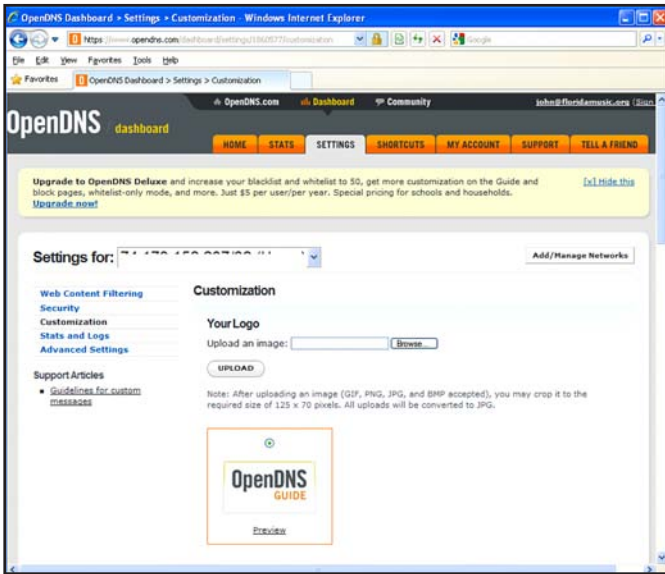 OpenDNS Dashboard > Settings > Customization - Windows Internet Explorer
https://www.opendns.com/dashboard/settings/1860577/customization
Google
File Edit View Favorites Tools Help
Favorites OpenDNS Dashboard > Settings > Customization
OpenDNS.com Dashboard Community john@floridamusic.org (Sign
OpenDNS dashboard
HOME STATS SETTINGS SHORTCUTS MY ACCOUNT SUPPORT TELL A FRIEND
Upgrade to OpenDNS Deluxe and increase your blacklist and whitelist to 50, get more customization on the Guide and [x] Hide this
block pages, whitelist-only mode, and more. Just $5 per user/per year. Special pricing for schools and households.
Upgrade now!
Settings for: Add/Manage Networks
Web Content Filtering
Security
Customization
Stats and Logs
Advanced Settings
Support Articles
Guidelines for custom
messages
Customization
Your Logo
Upload an image: Browse...
UPLOAD
Note: After uploading an image (GIF, PNG, JPG, and BMP accepted), you may crop it to the
required size of 125 x 70 pixels. All uploads will be converted to JPG.
OpenDNS
GUIDE
Preview